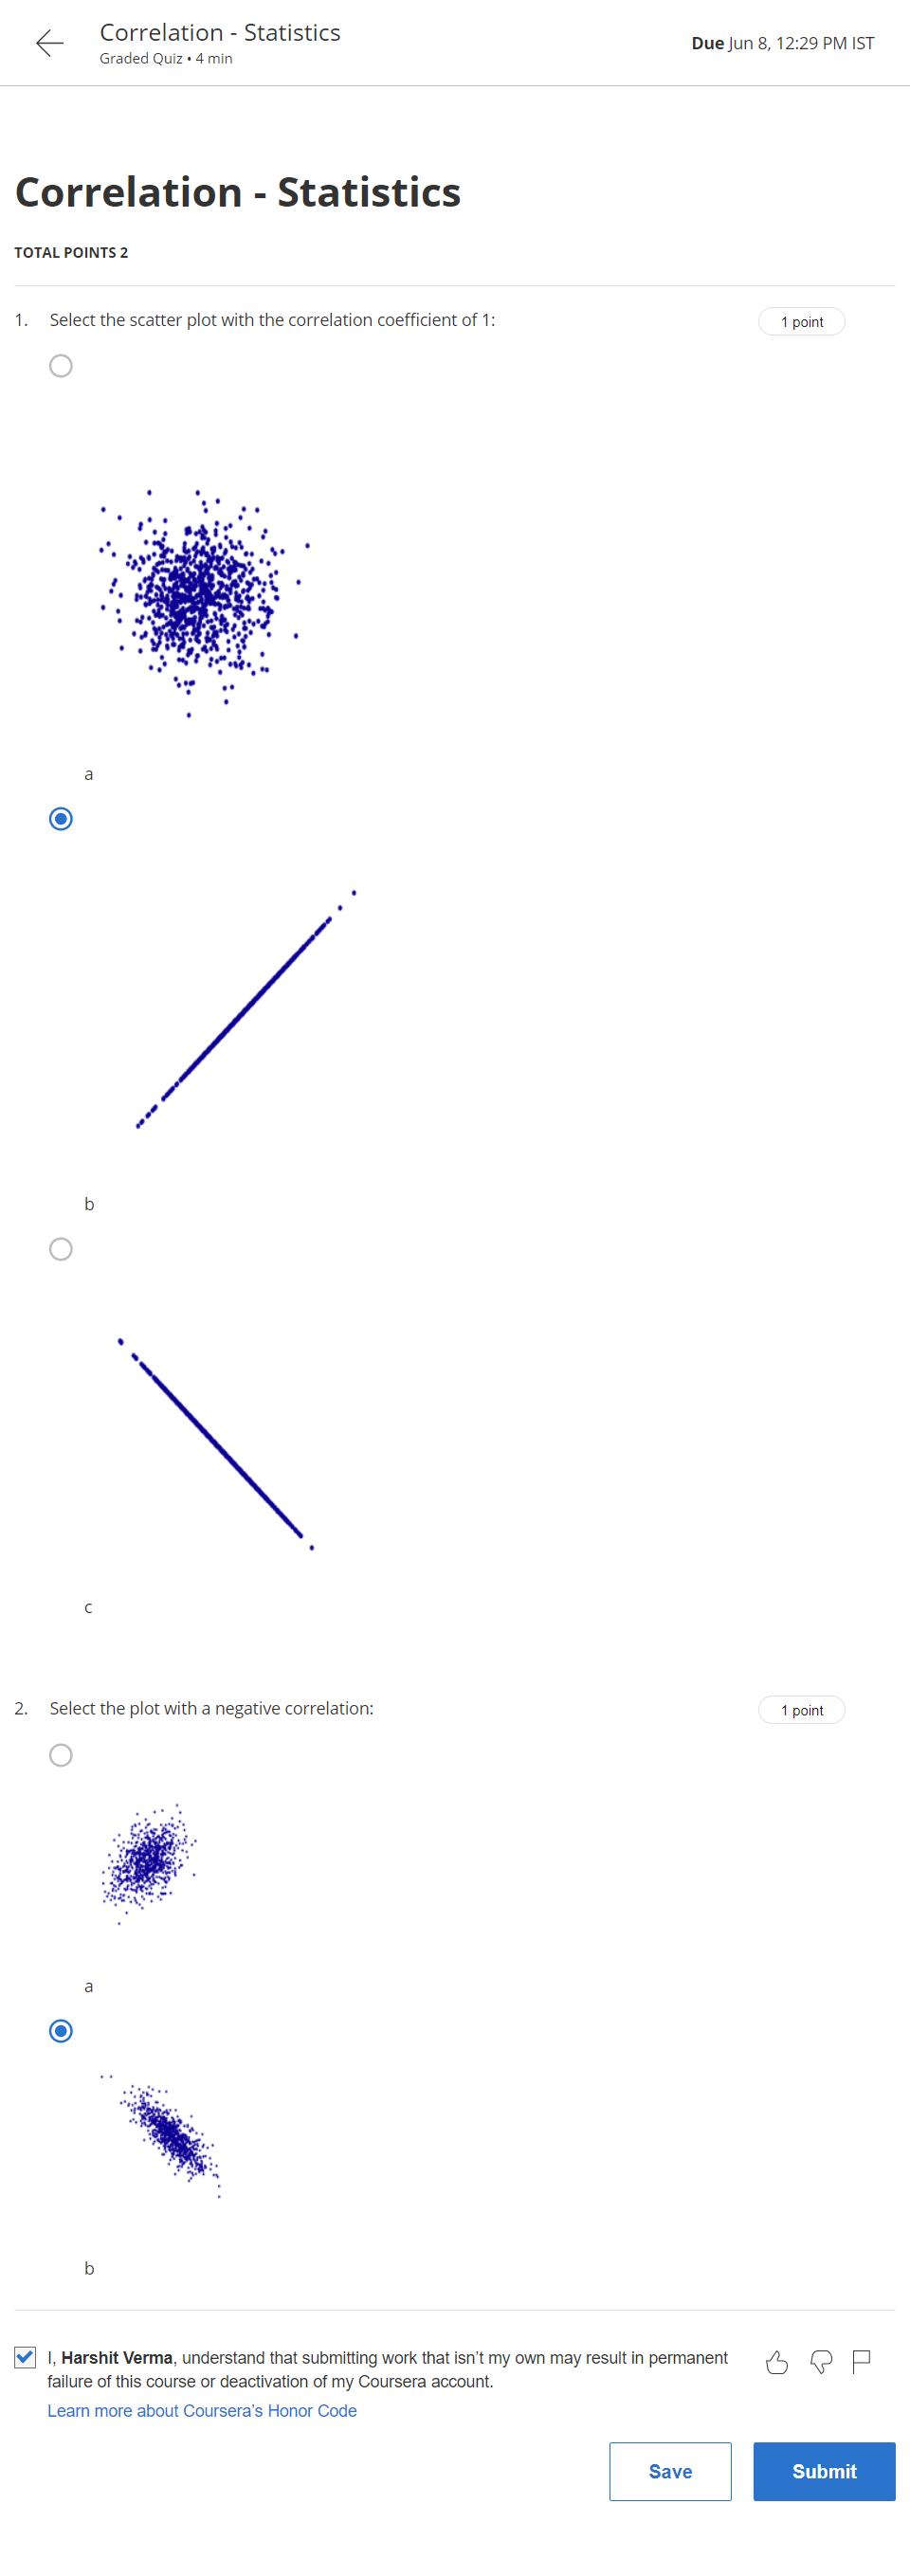 Correlation - Statistics
Graded Quiz • 4 min
Due Jun 8, 12:29 PM IST
Correlation - Statistics
TOTAL POINTS 2
1. Select the scatter plot with the correlation coefficient of 1:
1 point
a
b
c
2. Select the plot with a negative correlation:
1 point
a
b
I, Harshit Verma, understand that submitting work that isn't my own may result in permanent
failure of this course or deactivation of my Coursera account.
Learn more about Coursera's Honor Code
Save
Submit